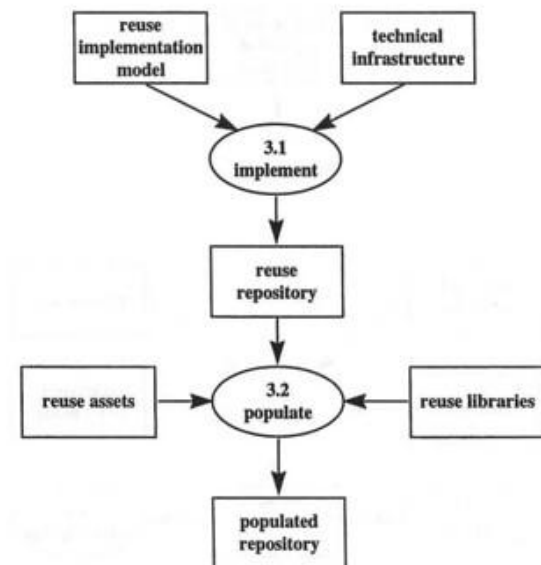 reuse
implementation
model
technical
infrastructure
3.1
implement
reuse
repository
reuse assets
3.2
populate
reuse libraries
populated
repository